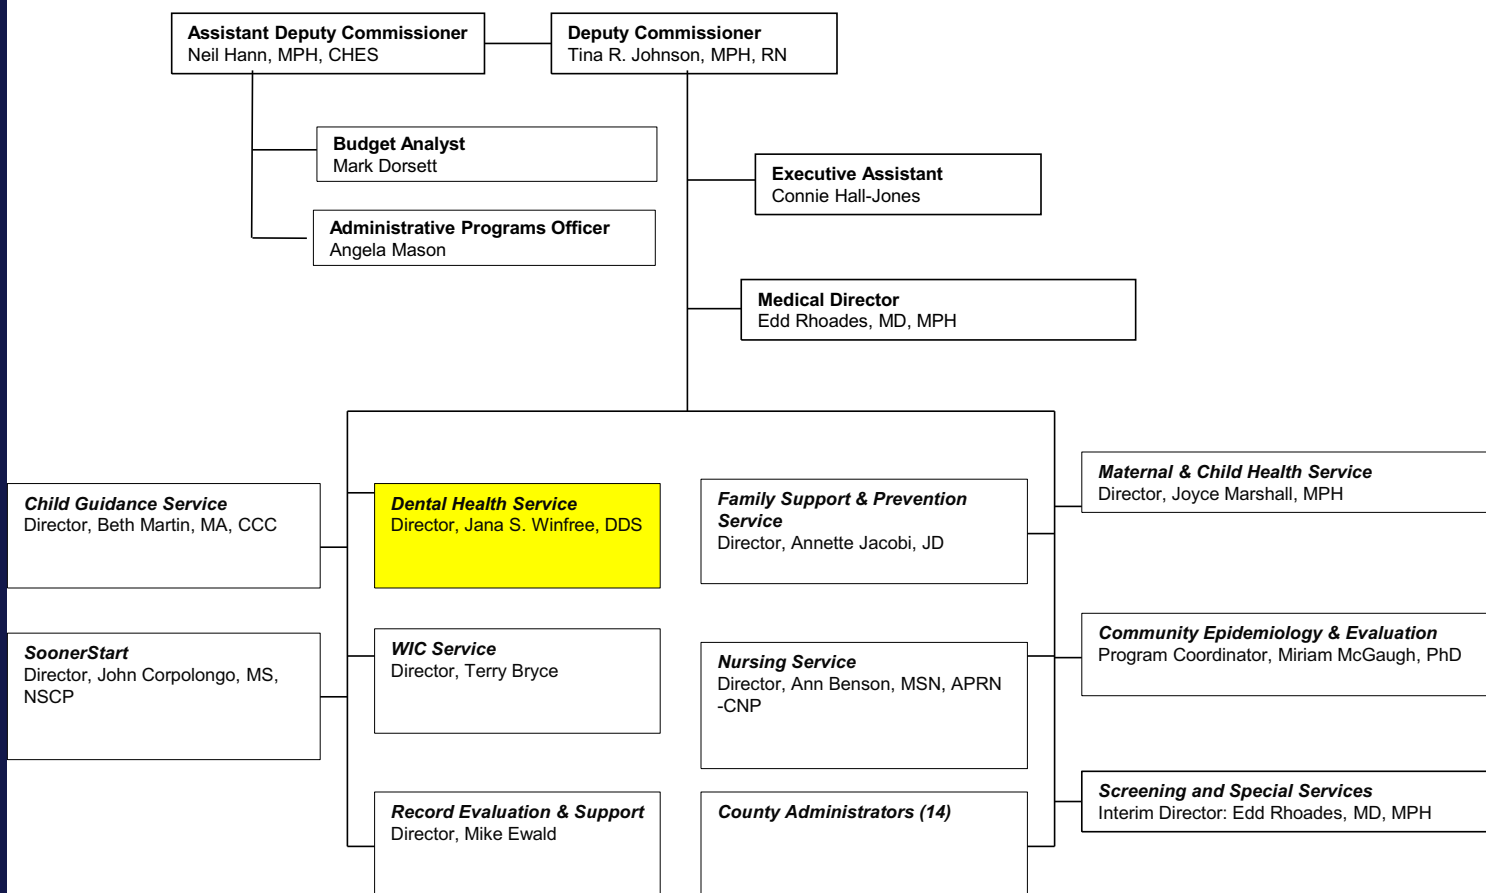 Assistant Deputy Commissioner
Neil Hann, MPH, CHES
Deputy Commissioner
Tina R. Johnson, MPH, RN
Budget Analyst
Mark Dorsett
Executive Assistant
Connie Hall-Jones
Administrative Programs Officer
Angela Mason
Medical Director
Edd Rhoades, MD, MPH
Child Guidance Service
Director, Beth Martin, MA, CCC
Dental Health Service
Director, Jana S. Winfree, DDS
Family Support & Prevention
Service
Director, Annette Jacobi, JD
Maternal & Child Health Service
Director, Joyce Marshall, MPH
SoonerStart
Director, John Corpolongo, MS,
NSCP
WIC Service
Director, Terry Bryce
Nursing Service
Director, Ann Benson, MSN, APRN
-CNP
Community Epidemiology & Evaluation
Program Coordinator, Miriam McGaugh, PhD
Record Evaluation & Support
Director, Mike Ewald
County Administrators (14)
Screening and Special Services
Interim Director: Edd Rhoades, MD, MPH